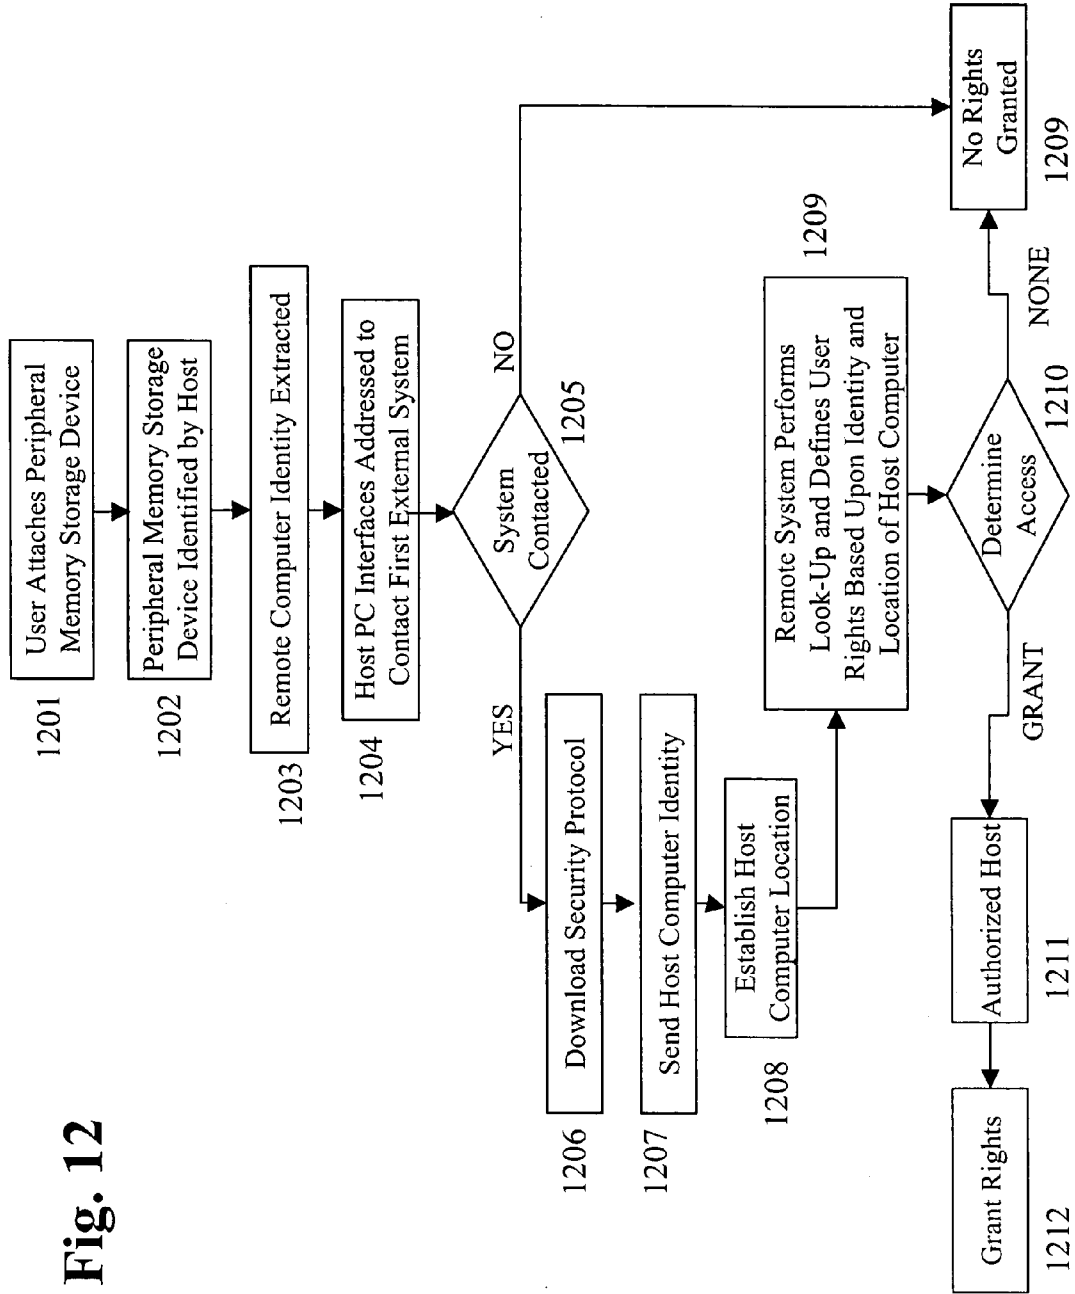 Fig. 12
User Attaches Peripheral
Memory Storage Device
1201
Peripheral Memory Storage
Device Identified by Host
1202
Remote Computer Identity Extracted
1203
Host PC Interfaces Addressed to
Contact First External System
1204
System
Contacted
1205
YES
NO
Download Security Protocol
1206
Send Host Computer Identity
1207
Establish Host
Computer Location
1208
Remote System Performs
Look-Up and Defines User
Rights Based Upon Identity and
Location of Host Computer
1209
Determine
Access
1210
GRANT
NONE
Grant Rights
1212
Authorized Host
1211
No Rights
Granted
1209